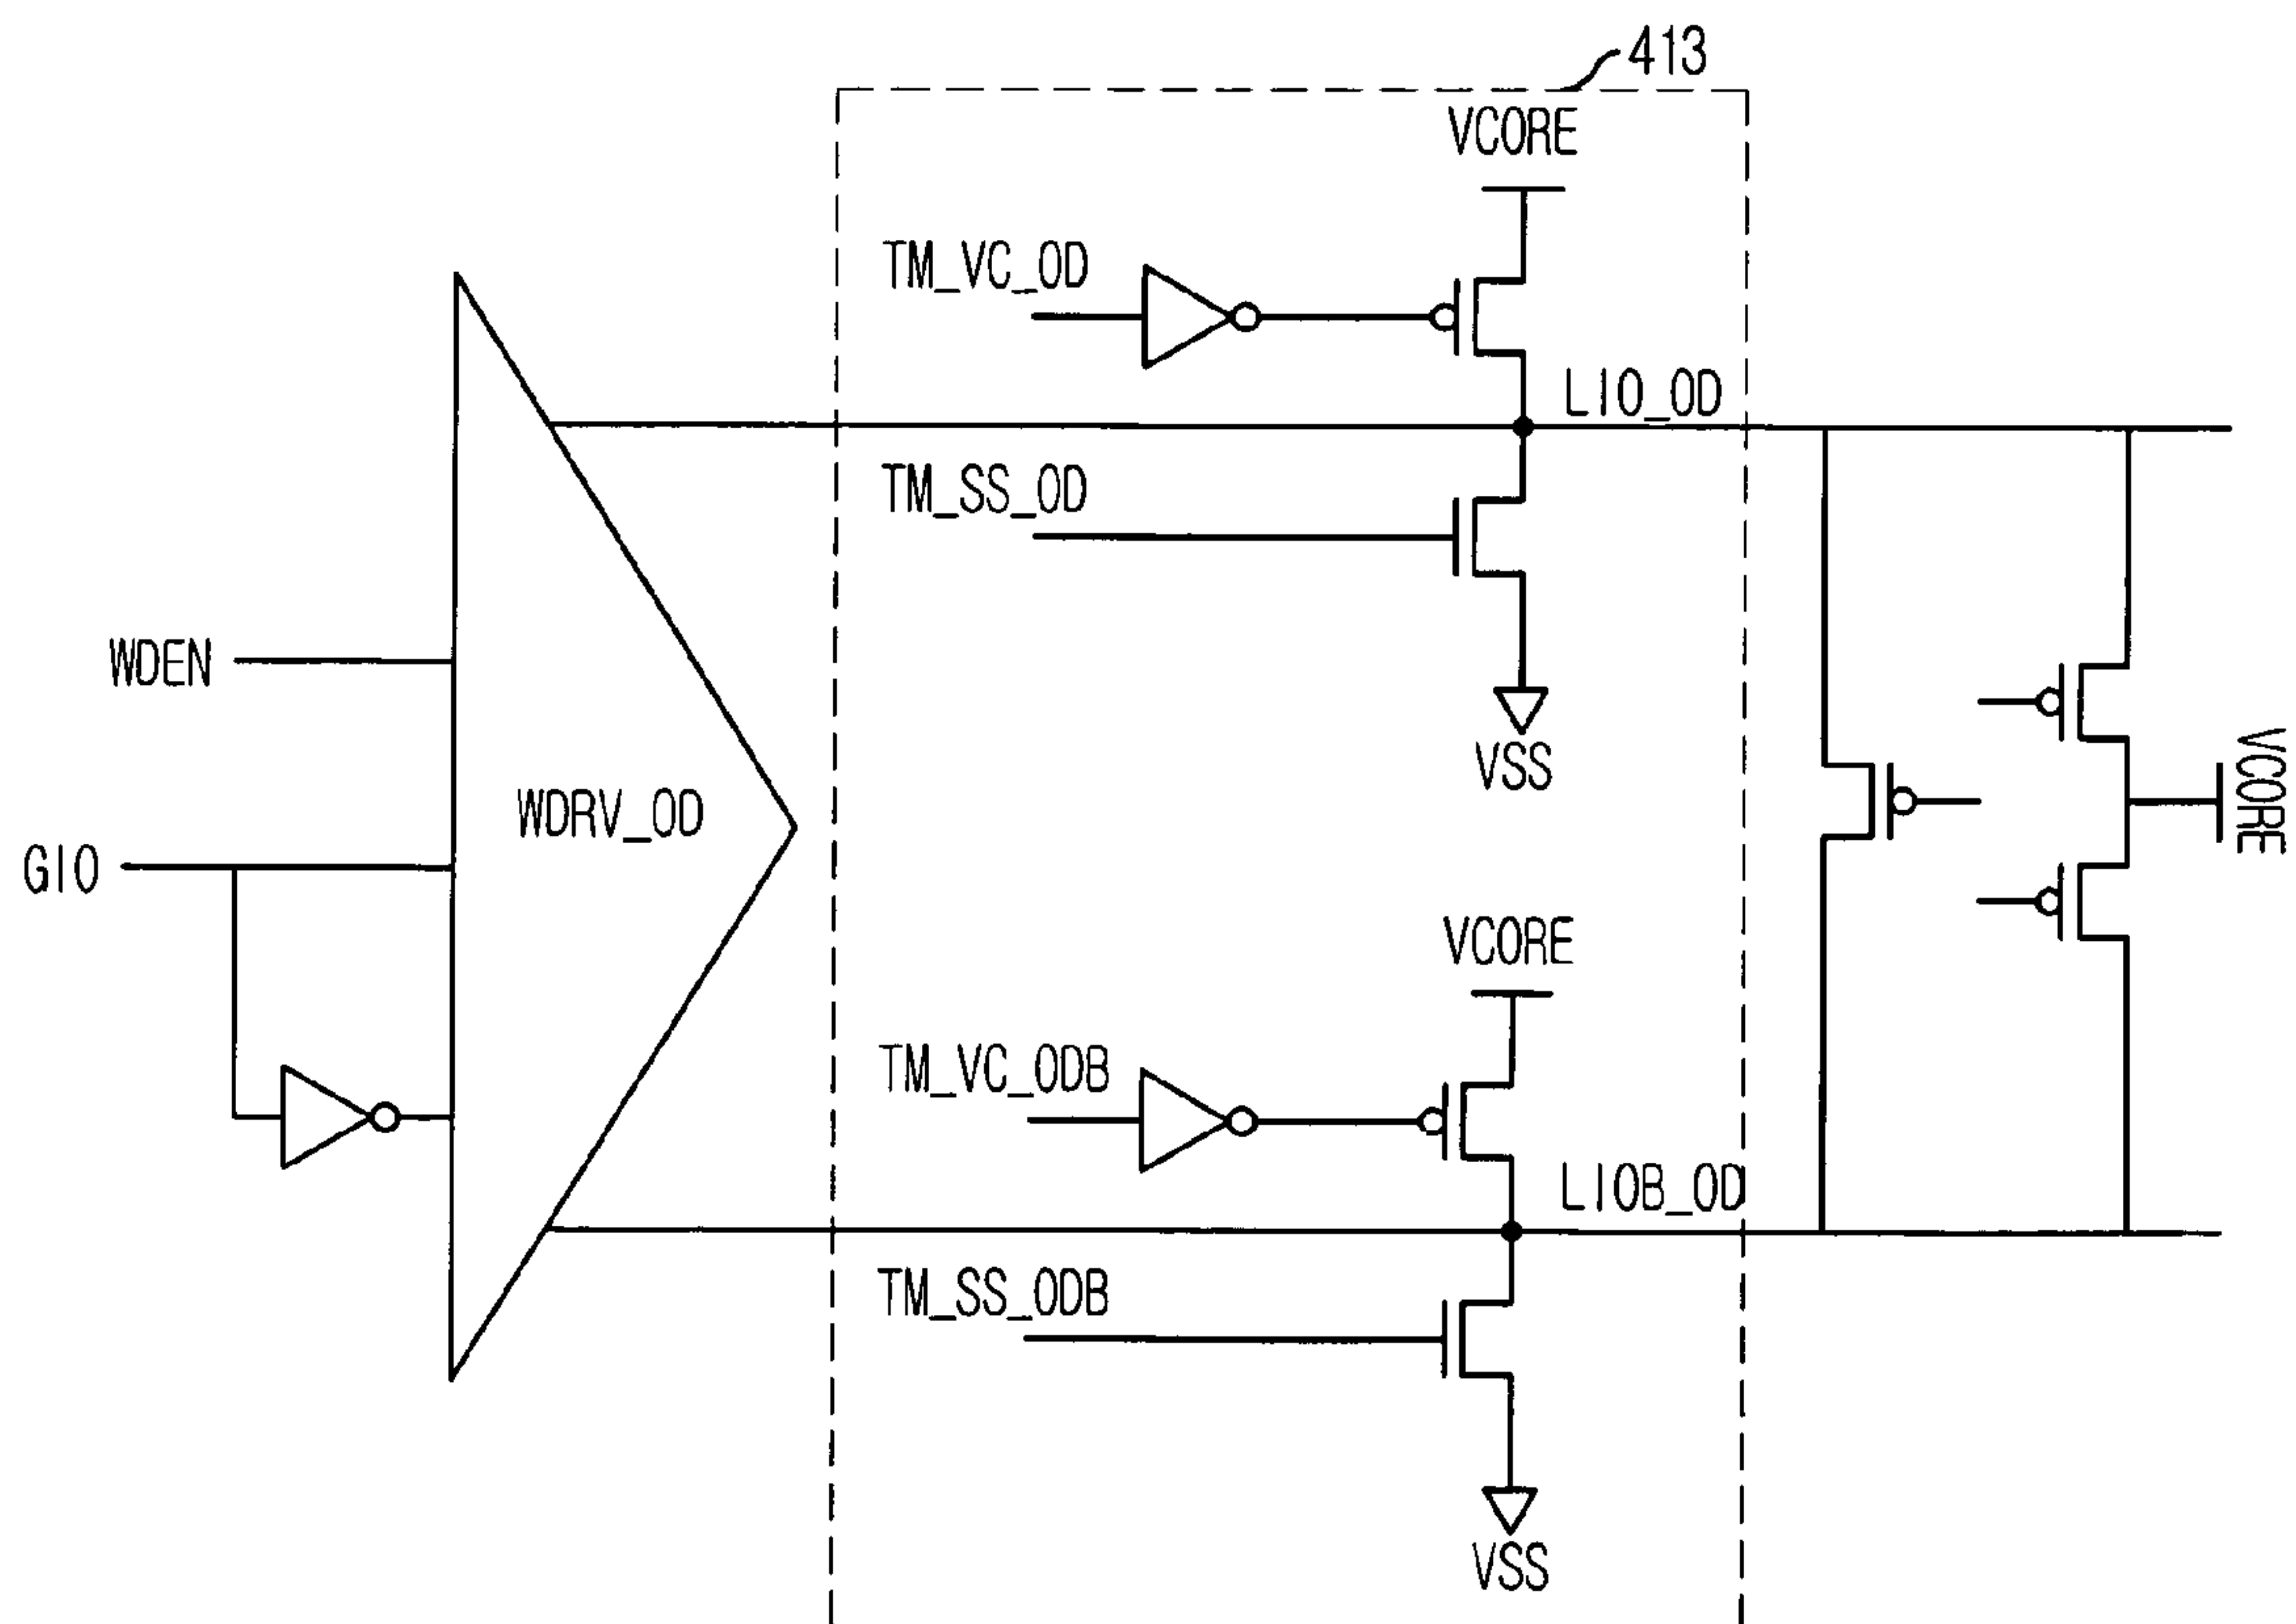 413
VCORE
TM_VC_OD
LIO_OD
TM_SS_OD
WDEN
VSS
VCORE
WDRV_OD
GIO
VCORE
TM_VC_ODB
LIOB_OD
TM_SS_ODB
VSS